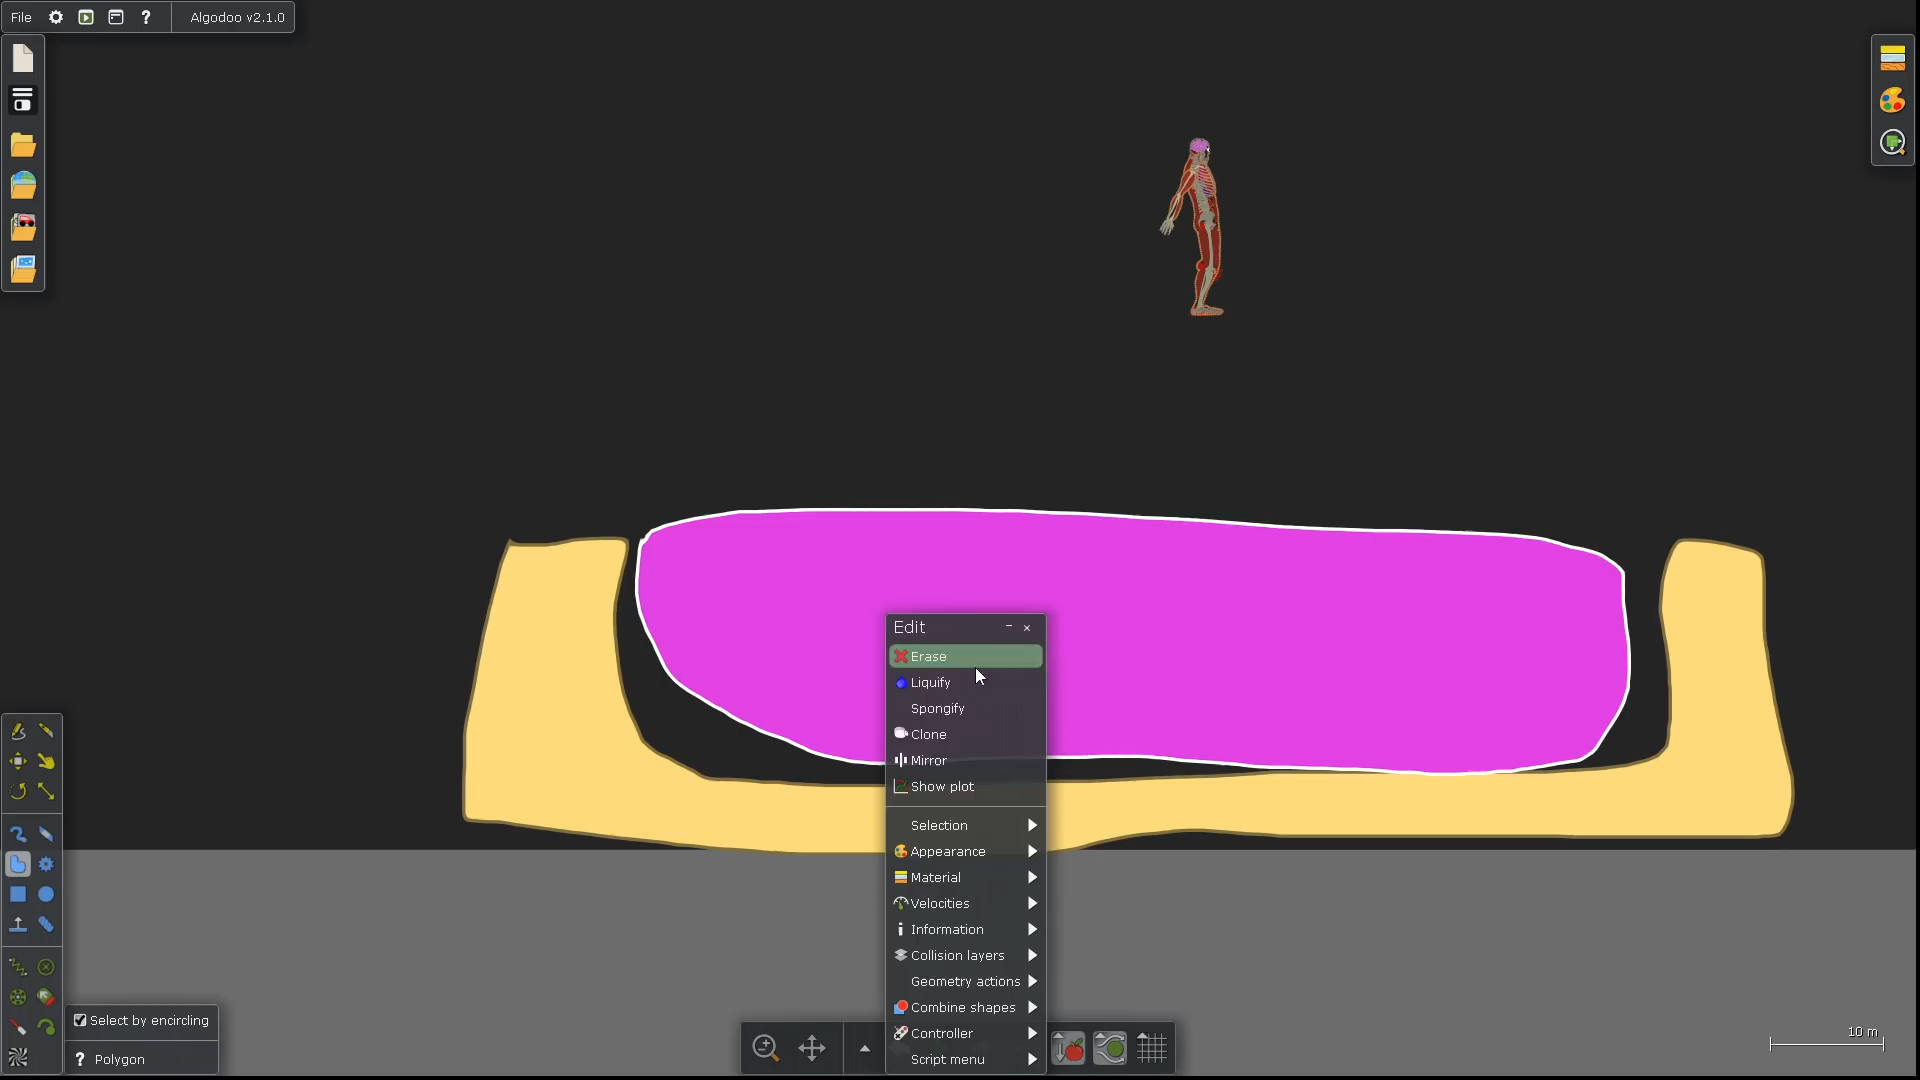 File
?
Algodoo v2.1.0
Edit
Erase
Liquify
Spongify
Clone
Mirror
Show plot
Selection
Appearance
Material
Velocities
Information
Collision layers
Geometry actions
Combine shapes
Controller
Script menu
Select by encircling
? Polygon
10 m